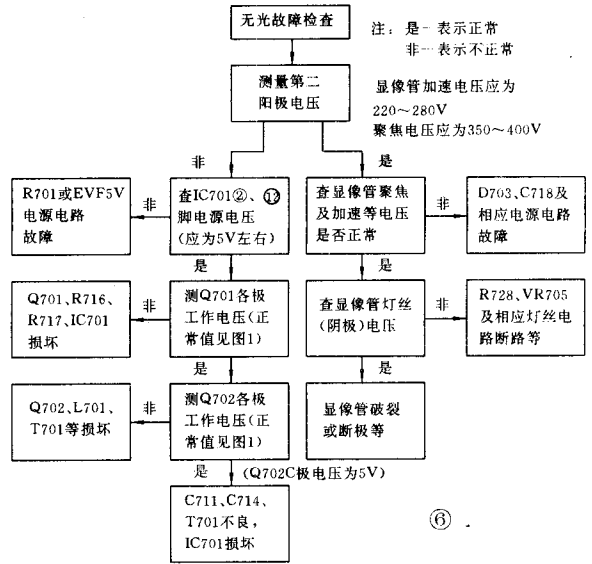 无光故障检查
注：是一表示正常
非一表示不正常
测量第二
阳极电压
显像管加速电压应为
220～280V
聚焦电压应为350～400V
非
是
R701或EVF5V
电源电路
故障
非
查IC701②、⑫
脚电源电压
(应为5V左右)
查显像管聚焦
及加速等电压
是否正常
非
D703、C718及
相应电源电路
故障
是
是
Q701、R716、
R717、IC701
损坏
非
测Q701各极
工作电压(正
常值见图1)
查显像管灯丝
(阴极)电压
非
R728、VR705
及相应灯丝电
路断路等
是
是
Q702、L701、
T701等损坏
非
测Q702各极
工作电压(正
常值见图1)
显像管破裂
或断极等
是
(Q702C极电压为5V)
C711、C714、
T701不良，
IC701损坏
⑥